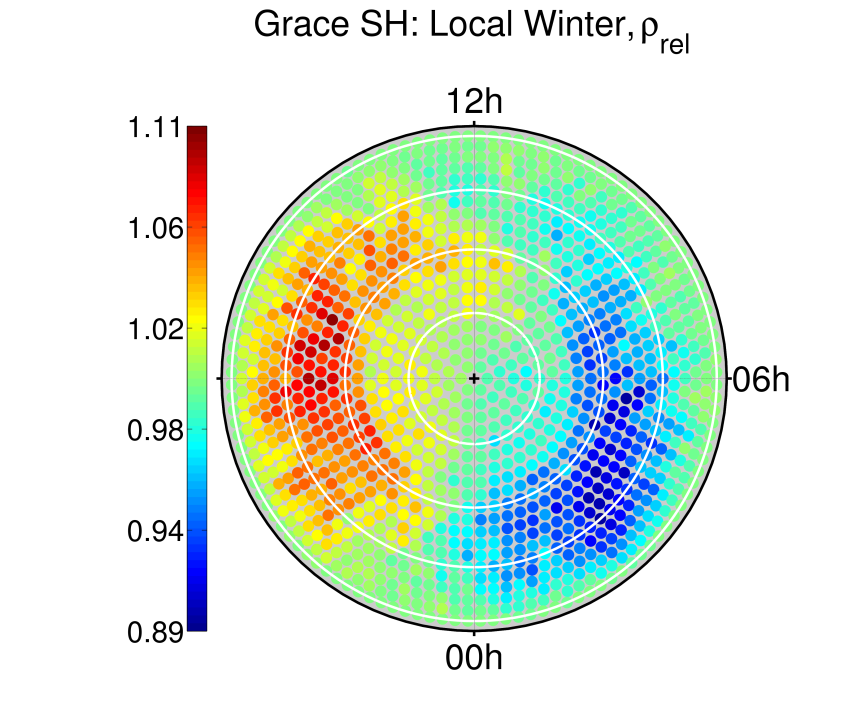 Grace SH: Local Winter, ρrel
12h
1.11
1.06
1.02
0.98
0.94
0.89
06h
00h